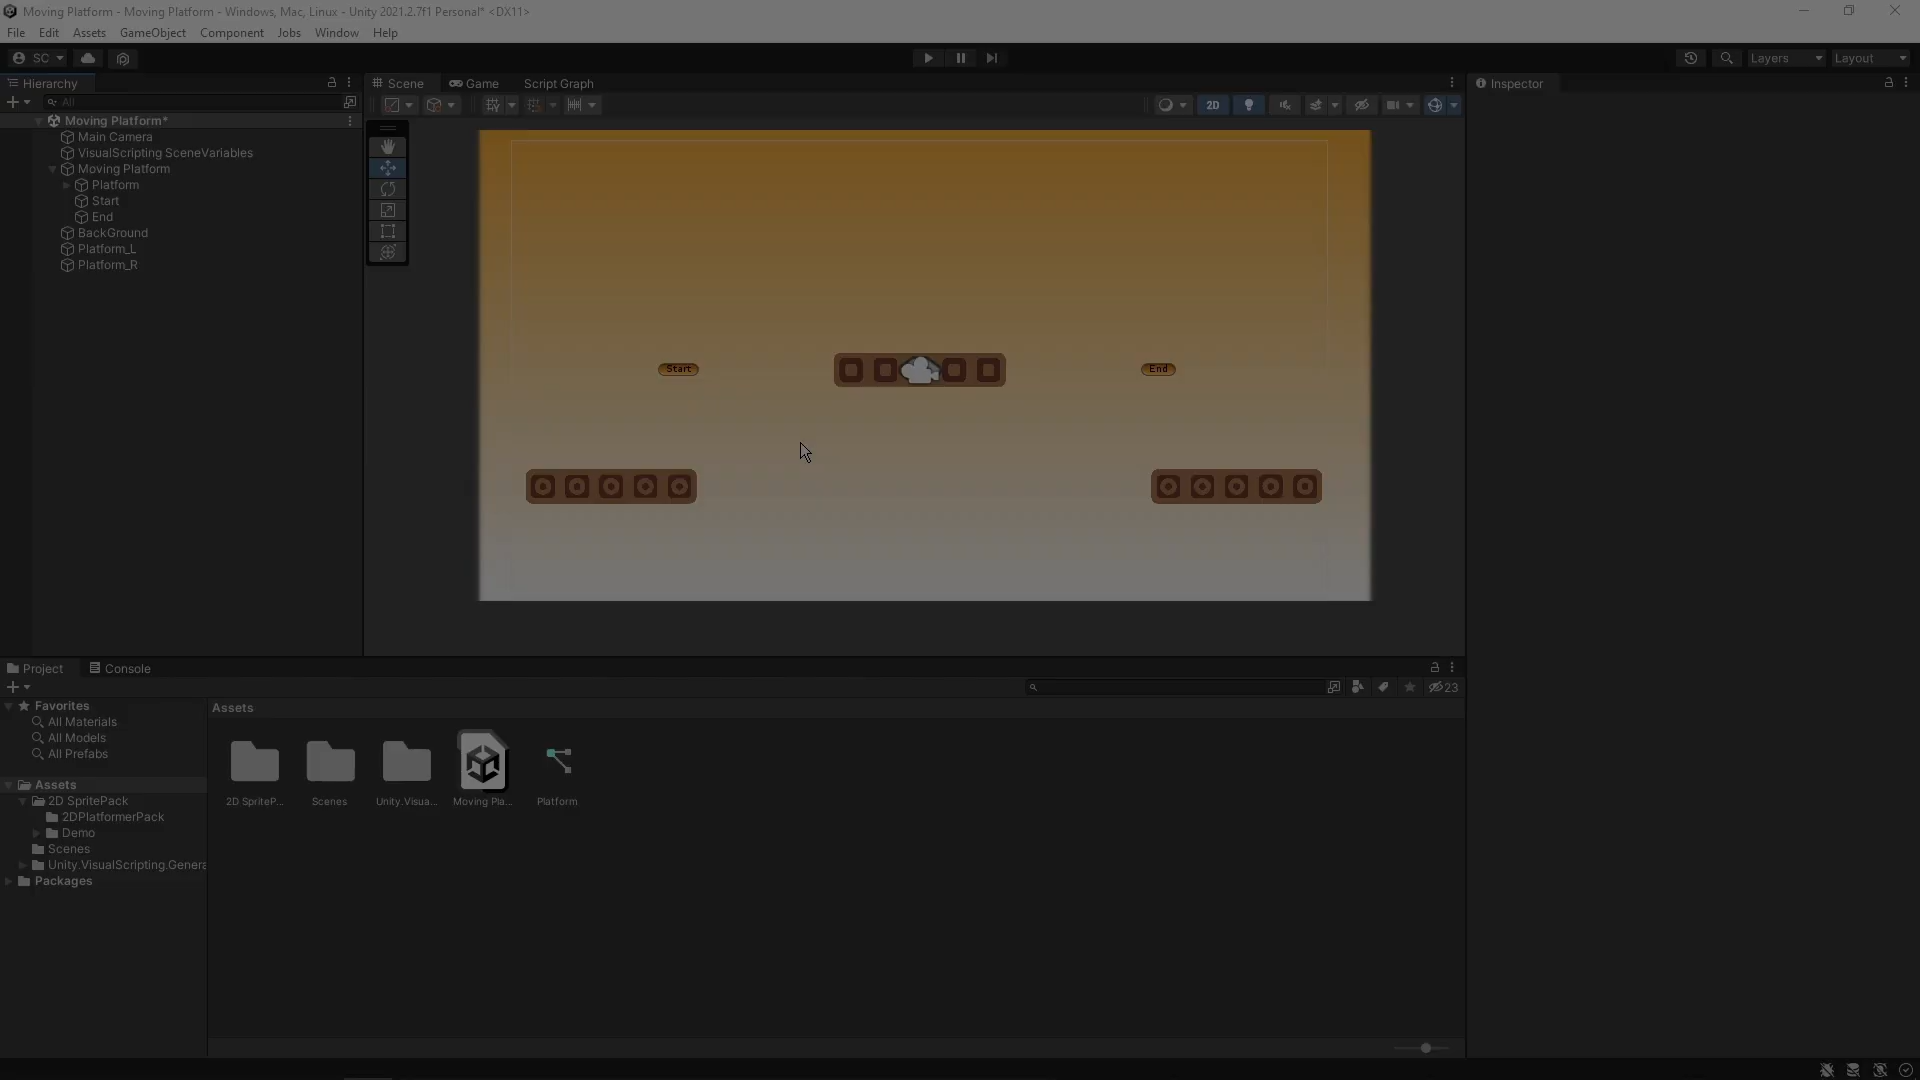 Moving Platform - Moving Platform - Windows, Mac, Linux - Unity 2021.2.7f1 Personal* <DX11>
File Edit Assets GameObject Component Jobs Window Help
SC Layers Layout
Hierarchy Scene Game Script Graph Inspector
All 2D
Moving Platform*
Main Camera
VisualScripting SceneVariables
Moving Platform
Platform
Start
End
BackGround
Platform_L
Platform_R
Start End
Project Console
23
Favorites
All Materials
All Models
All Prefabs
Assets
2D SpritePack
2DPlatformerPack
Demo
Scenes
Unity.VisualScripting.Genera
Packages
Assets
2D SpriteP... Scenes Unity.Visua... Moving Pla... Platform